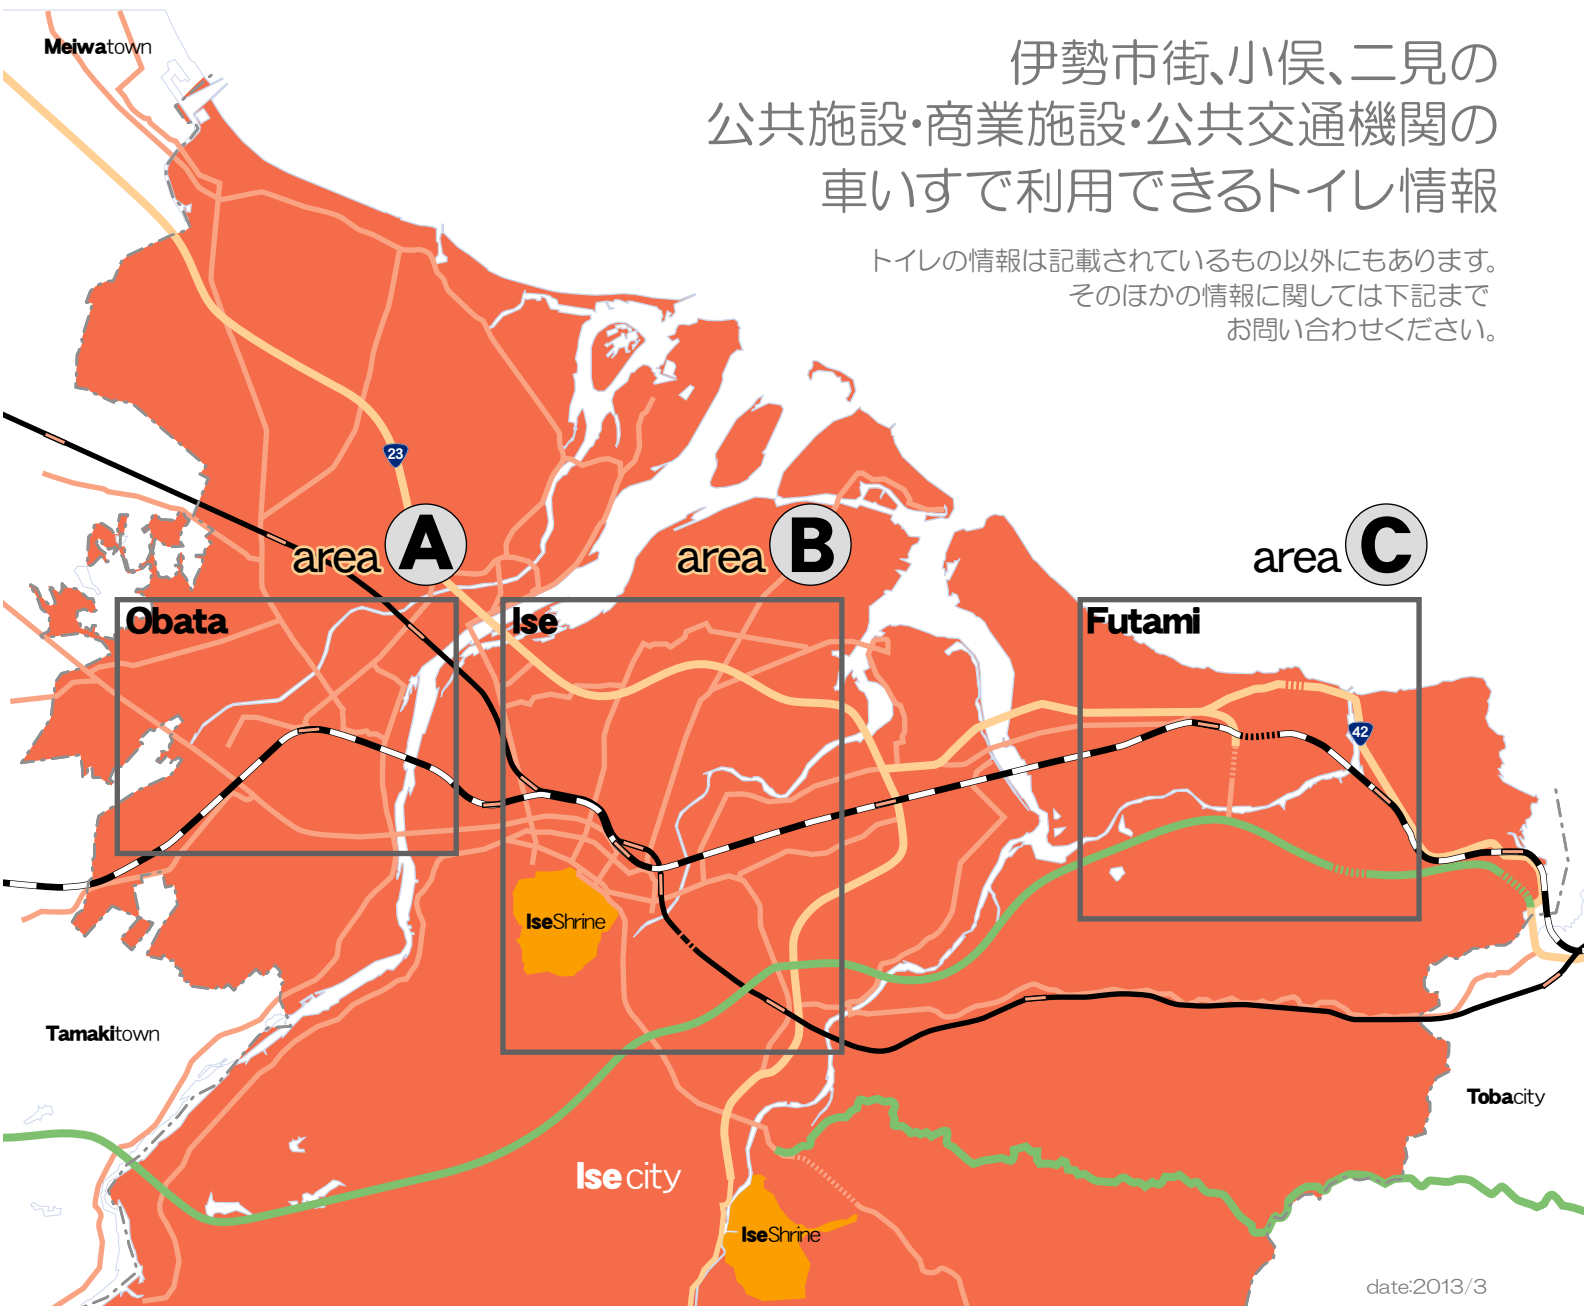 Meiwatown
伊勢市街、小俣、二見の
公共施設・商業施設・公共交通機関の
車いすで利用できるトイレ情報
トイレの情報は記載されているもの以外にもあります。
そのほかの情報に関しては下記まで
お問い合わせください。
23
area A
area B
area C
Obata
Ise
Futami
42
IseShrine
Tamakitown
Tobacity
Ise city
IseShrine
date:2013/3